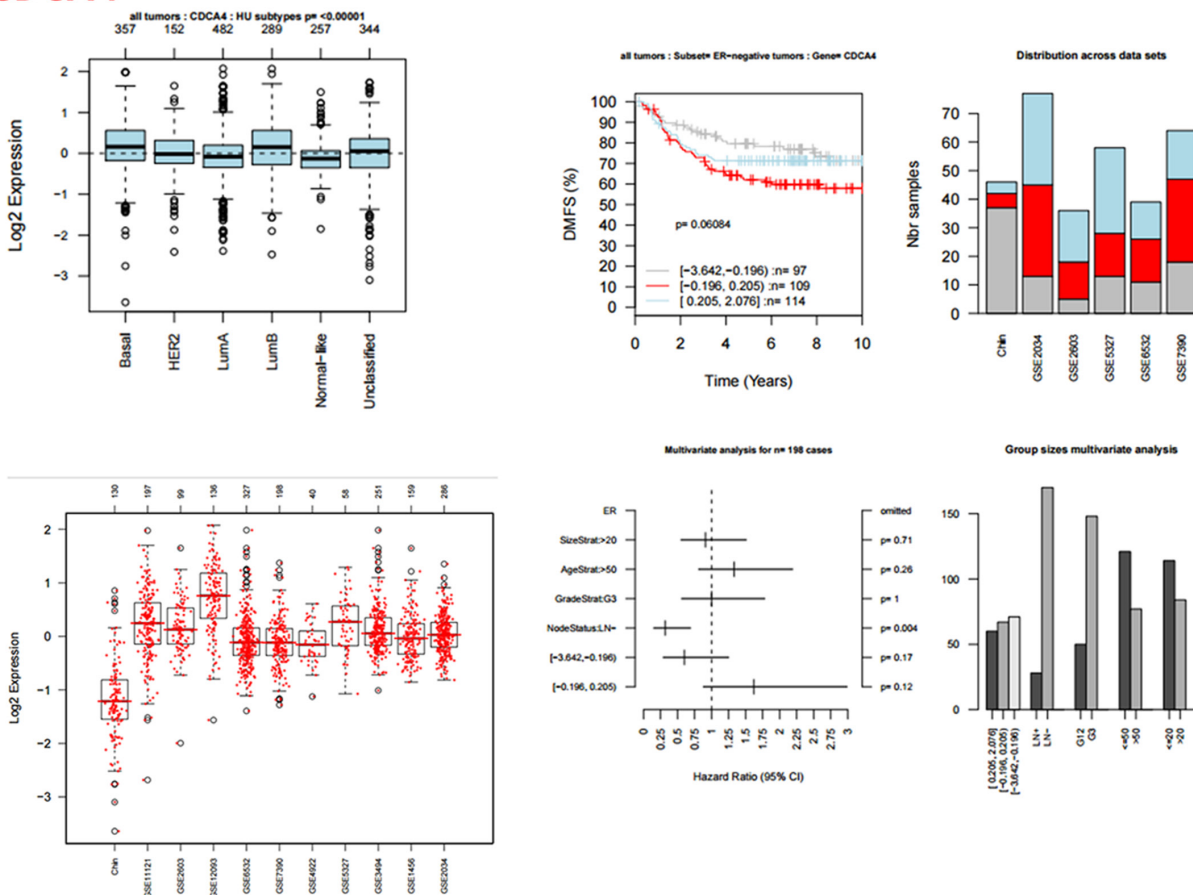 all tumors : CDCA4 : HU subtypes p= <0.00001
357 152 482 289 257 344
2
1
0
−1
−2
−3
Log2 Expression
Basal
HER2
LumA
LumB
Normal−like
Unclassified
all tumors : Subset= ER−negative tumors : Gene= CDCA4
100
90
80
70
60
50
40
30
20
10
0
DMFS (%)
p= 0.06084
[−3.642,−0.196) :n= 97
[−0.196, 0.205) :n= 109
[ 0.205, 2.076] :n= 114
0 2 4 6 8 10
Time (Years)
Distribution across data sets
70
60
50
40
30
20
10
0
Nbr samples
Chin
GSE2034
GSE2603
GSE5327
GSE6532
GSE7390
130 197 99 136 327 198 40 58 251 159 286
2
1
0
−1
−2
−3
Log2 Expression
Chin
GSE11121
GSE2603
GSE12093
GSE6532
GSE7390
GSE4922
GSE5327
GSE3494
GSE1456
GSE2034
Multivariate analysis for n= 198 cases
ER omitted
SizeStrat:>20 p= 0.71
AgeStrat:>50 p= 0.26
GradeStrat:G3 p= 1
NodeStatus:LN+ p= 0.004
[−3.642,−0.196) p= 0.17
[−0.196, 0.205) p= 0.12
0 0.25 0.5 0.75 1 1.25 1.5 1.75 2 2.25 2.5 2.75 3
Hazard Ratio (95% CI)
Group sizes multivariate analysis
150
100
50
0
[ 0.205, 2.076]
[−0.196, 0.205)
[−3.642,−0.196)
LN+
LN−
G12
G3
<=50
>50
<=20
>20